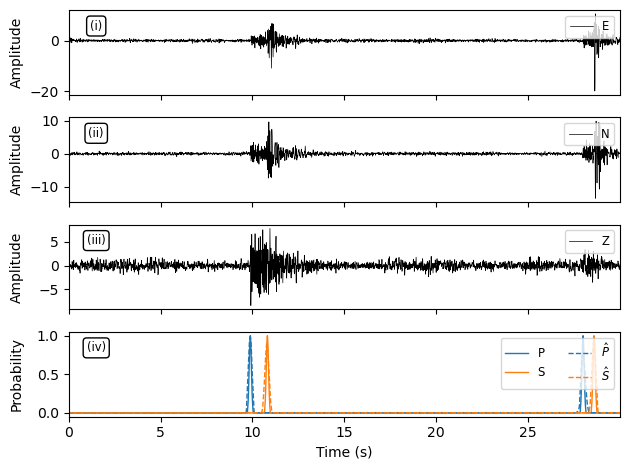 (i)
E
0
−20
Amplitude
(ii)
N
10
0
−10
Amplitude
(iii)
Z
5
0
−5
Amplitude
(iv)
P
S
P̂
Ŝ
1.0
0.5
0.0
Probability
0 5 10 15 20 25
Time (s)